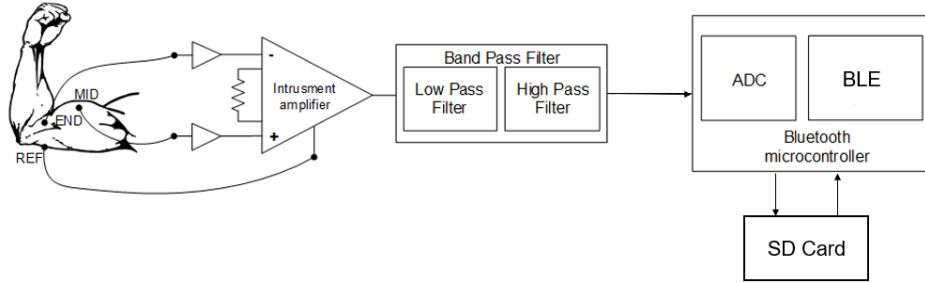 MID
END
REF
-
Intrusment
amplifier
+
Band Pass Filter
Low Pass
Filter
High Pass
Filter
ADC
BLE
Bluetooth
microcontroller
SD Card